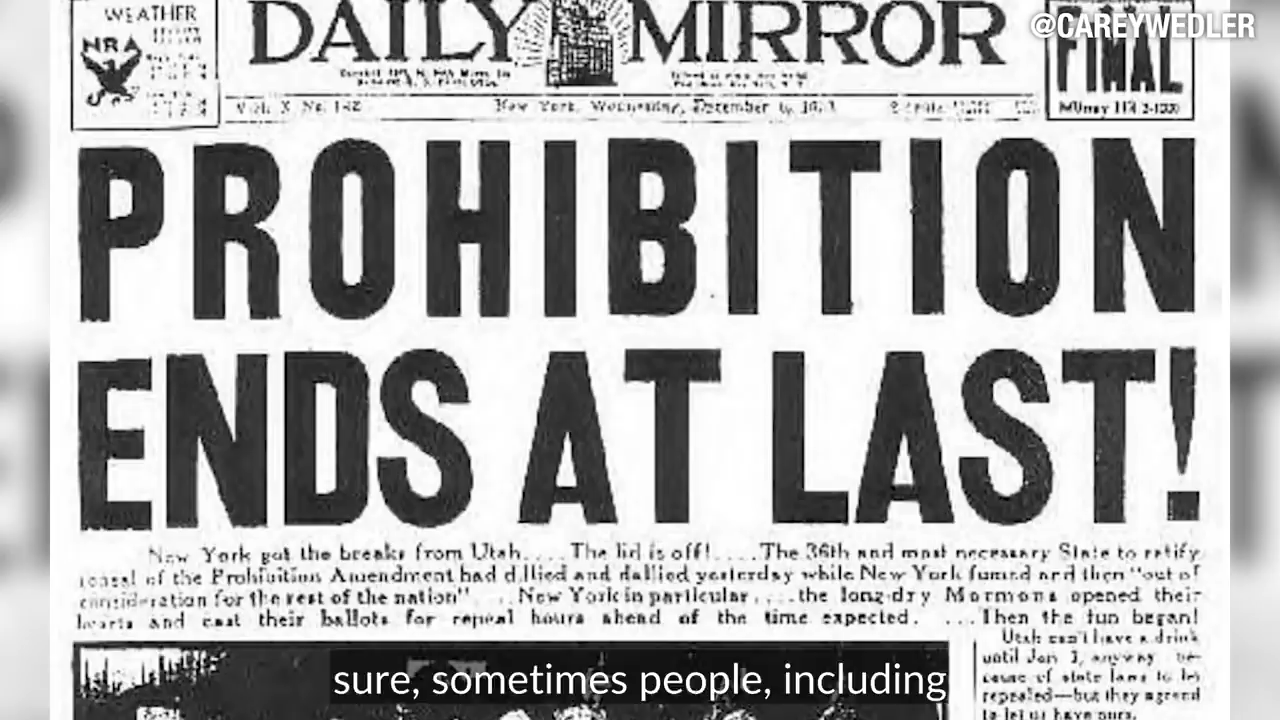 @CAREYWEDLER
WEATHER
NRA
DAILY MIRROR
FINAL
New York, Wednesday, December
PROHIBITION
ENDS AT LAST!
New York got the breaks from Utah....The lid is off!....The 36th and most necessary State to ratify
repeal of the Prohibition Amendment had dillied and dallied yesterday while New York fumed and then "out of
consideration for the rest of the nation"....New York in particular....the long-dry Mormons opened their
hearts and cast their ballots for repeal hours ahead of the time expected. ...Then the fun began!
Utah can't have a drink
until Jan. 1, anyway—be-
cause of state laws to be
repealed—but they agreed
to let us have ours.
sure, sometimes people, including